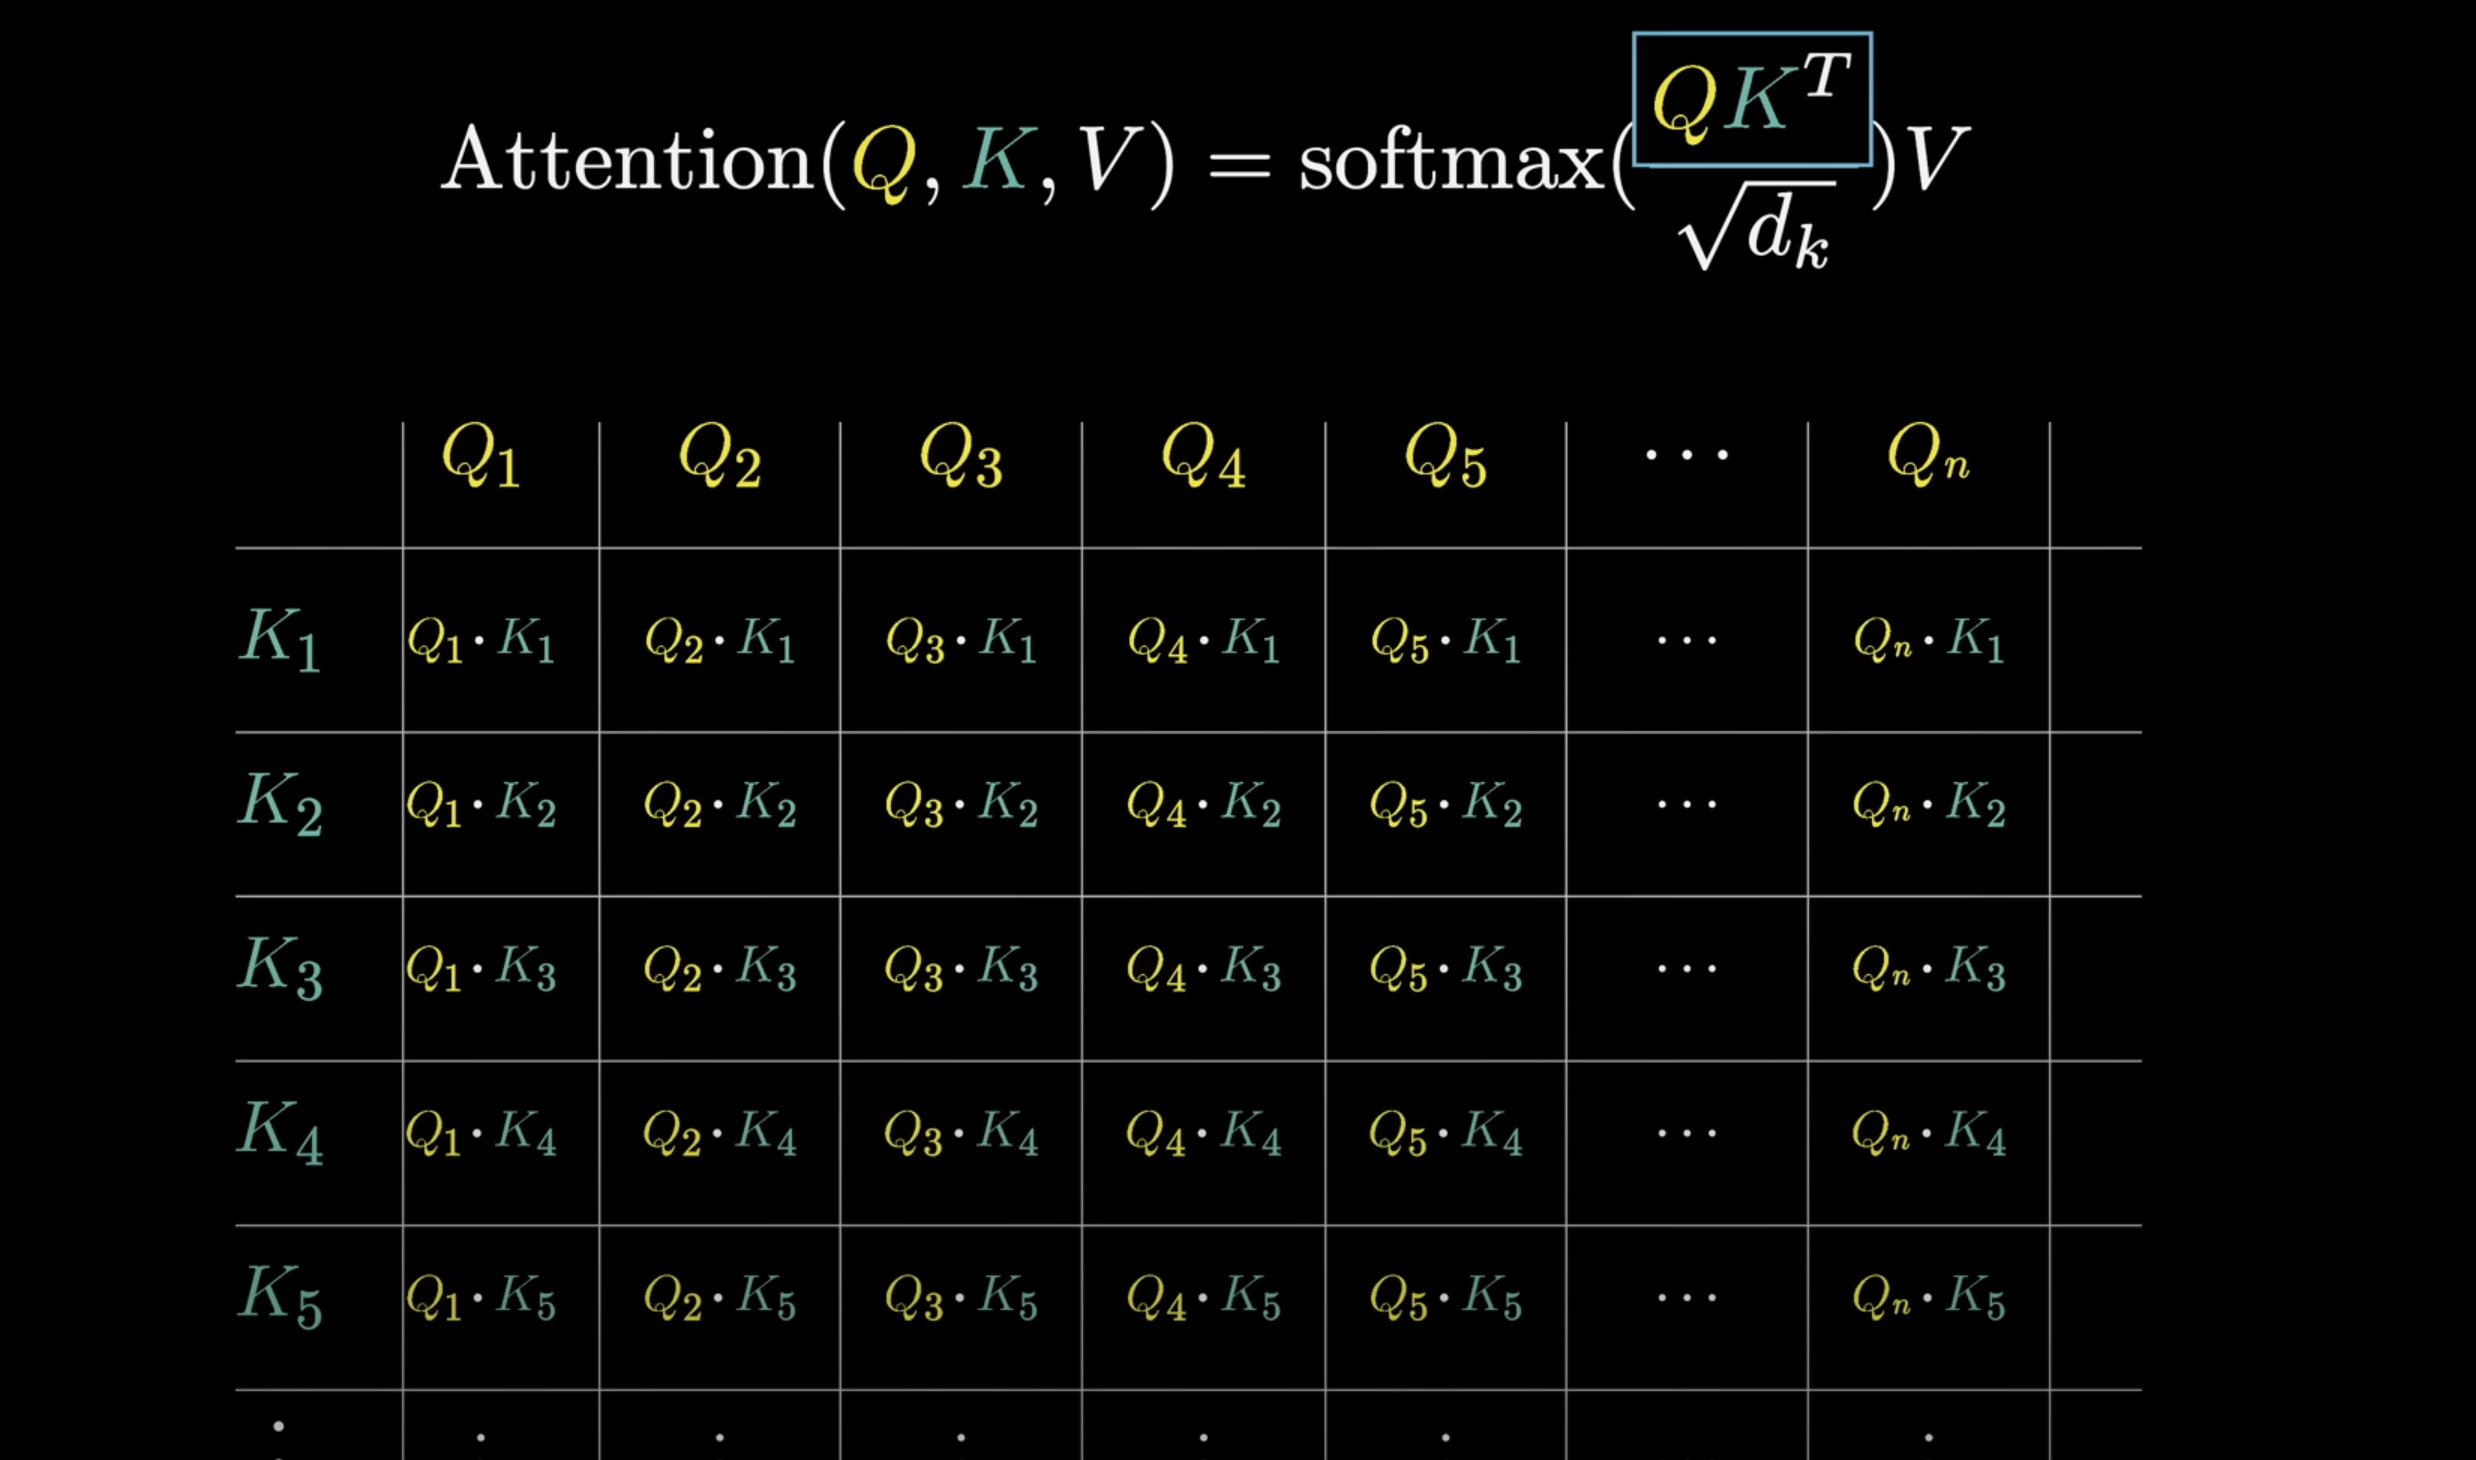 Attention(Q, K, V) = softmax(QK^T / √d_k)V
Q₁ Q₂ Q₃ Q₄ Q₅ ⋯ Qₙ
K₁ Q₁·K₁ Q₂·K₁ Q₃·K₁ Q₄·K₁ Q₅·K₁ ⋯ Qₙ·K₁
K₂ Q₁·K₂ Q₂·K₂ Q₃·K₂ Q₄·K₂ Q₅·K₂ ⋯ Qₙ·K₂
K₃ Q₁·K₃ Q₂·K₃ Q₃·K₃ Q₄·K₃ Q₅·K₃ ⋯ Qₙ·K₃
K₄ Q₁·K₄ Q₂·K₄ Q₃·K₄ Q₄·K₄ Q₅·K₄ ⋯ Qₙ·K₄
K₅ Q₁·K₅ Q₂·K₅ Q₃·K₅ Q₄·K₅ Q₅·K₅ ⋯ Qₙ·K₅